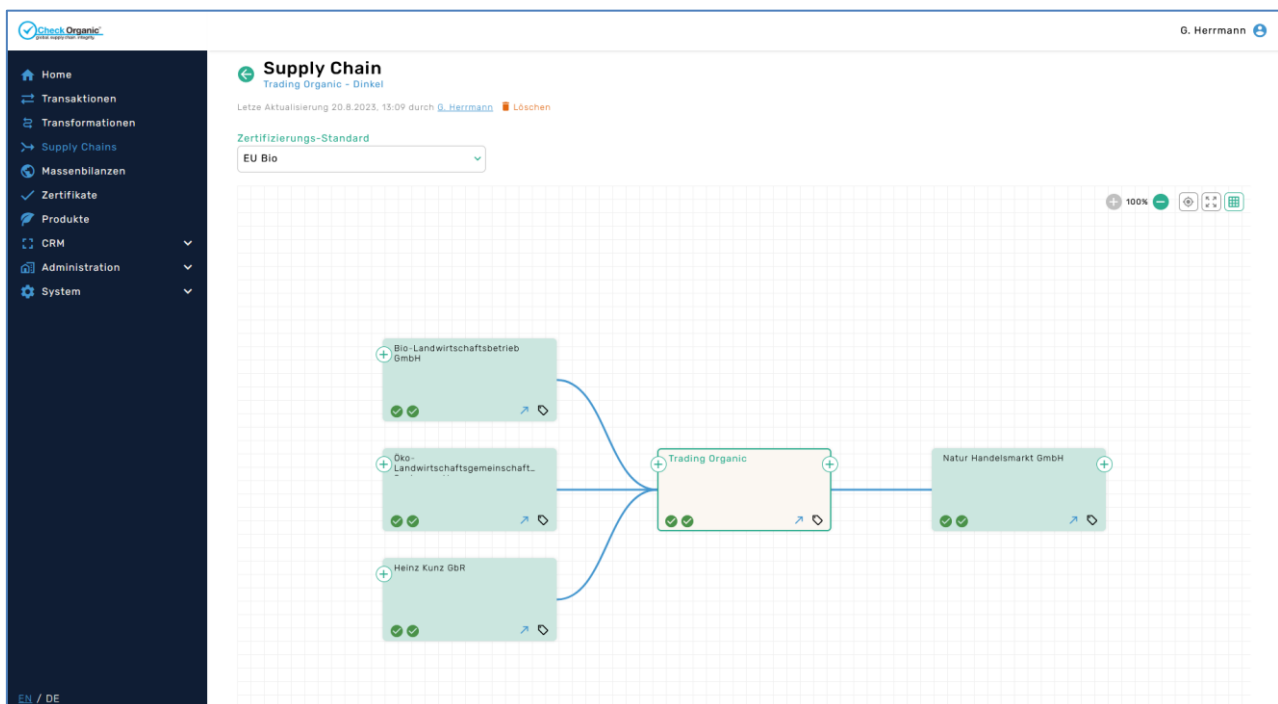 Check Organic®
global supply chain integrity
G. Herrmann
Home
Transaktionen
Transformationen
Supply Chains
Massenbilanzen
Zertifikate
Produkte
CRM
Administration
System
EN / DE
Supply Chain
Trading Organic - Dinkel
Letze Aktualisierung 20.8.2023, 13:09 durch G. Herrmann Löschen
Zertifizierungs-Standard
EU Bio
100%
Bio-Landwirtschaftsbetrieb
GmbH
Öko-
Landwirtschaftsgemeinschaft…
Trading Organic
Natur Handelsmarkt GmbH
Heinz Kunz GbR